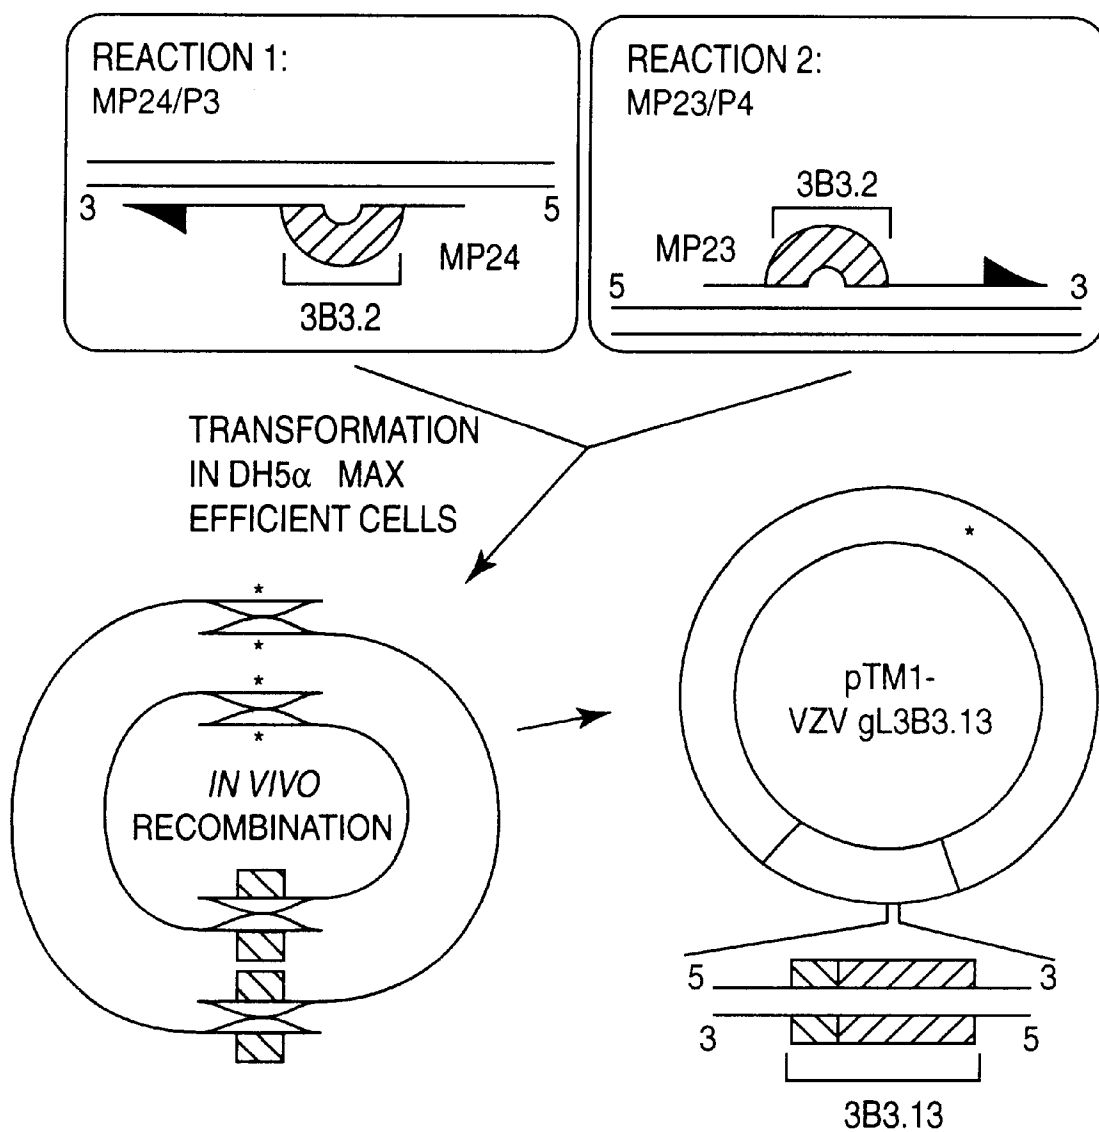 REACTION 1:
MP24/P3
3
5
MP24
3B3.2
REACTION 2:
MP23/P4
3B3.2
MP23
5
3
TRANSFORMATION
IN DH5α MAX
EFFICIENT CELLS
*
*
*
*
IN VIVO
RECOMBINATION
*
pTM1-
VZV gL3B3.13
5
3
3
5
3B3.13